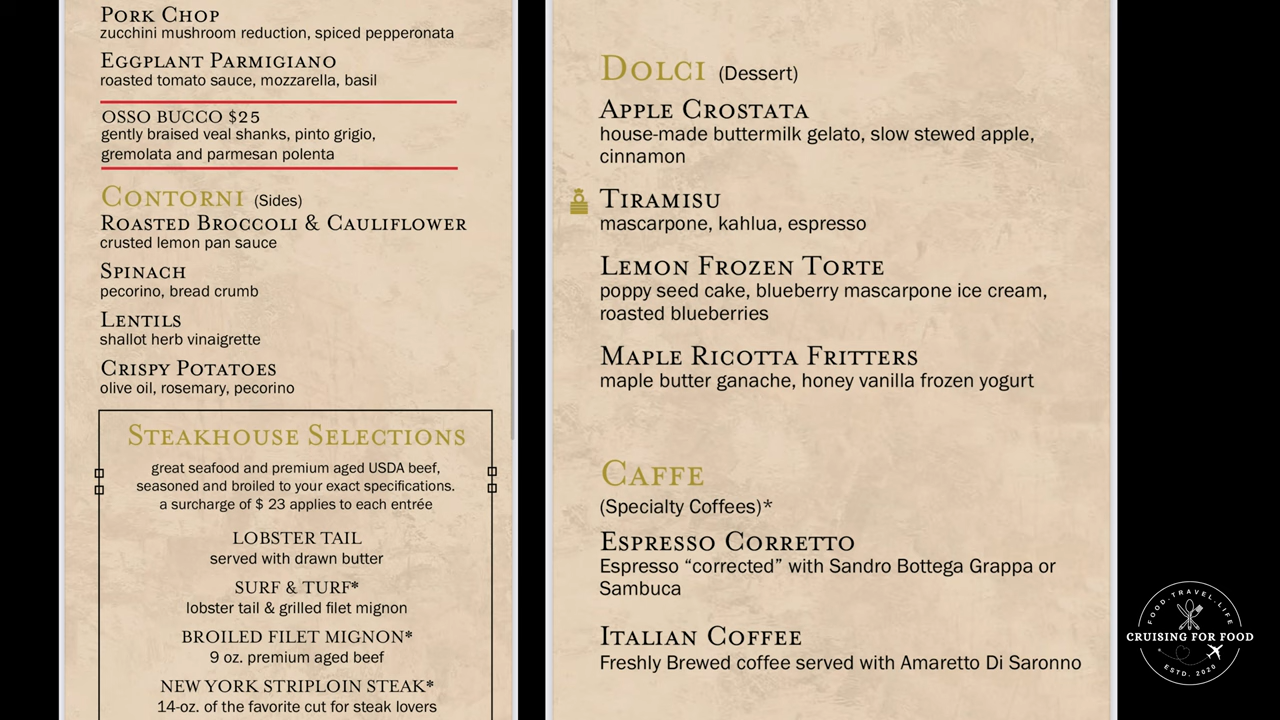 PORK CHOP
zucchini mushroom reduction, spiced pepperonata
EGGPLANT PARMIGIANO
roasted tomato sauce, mozzarella, basil
OSSO BUCCO $25
gently braised veal shanks, pinto grigio,
gremolata and parmesan polenta
CONTORNI (Sides)
ROASTED BROCCOLI & CAULIFLOWER
crusted lemon pan sauce
SPINACH
pecorino, bread crumb
LENTILS
shallot herb vinaigrette
CRISPY POTATOES
olive oil, rosemary, pecorino
STEAKHOUSE SELECTIONS
great seafood and premium aged USDA beef,
seasoned and broiled to your exact specifications.
a surcharge of $ 23 applies to each entrée
LOBSTER TAIL
served with drawn butter
SURF & TURF*
lobster tail & grilled filet mignon
BROILED FILET MIGNON*
9 oz. premium aged beef
NEW YORK STRIPLOIN STEAK*
14-oz. of the favorite cut for steak lovers
DOLCI (Dessert)
APPLE CROSTATA
house-made buttermilk gelato, slow stewed apple,
cinnamon
TIRAMISU
mascarpone, kahlua, espresso
LEMON FROZEN TORTE
poppy seed cake, blueberry mascarpone ice cream,
roasted blueberries
MAPLE RICOTTA FRITTERS
maple butter ganache, honey vanilla frozen yogurt
CAFFE
(Specialty Coffees)*
ESPRESSO CORRETTO
Espresso “corrected” with Sandro Bottega Grappa or
Sambuca
ITALIAN COFFEE
Freshly Brewed coffee served with Amaretto Di Saronno
FOOD.TRAVEL.LIFE
CRUISING FOR FOOD
ESTD. 2020